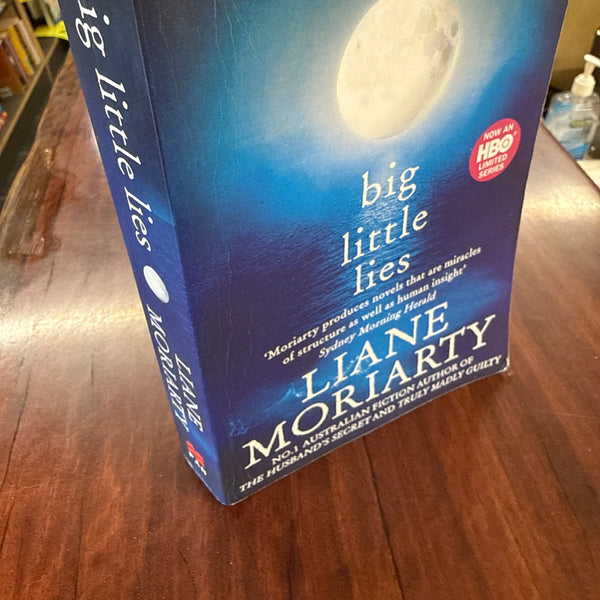 ig little lies
LIANE
MORIARTY
NOW AN
HBO
LIMITED
SERIES
big
little
lies
'Moriarty produces novels that are miracles
of structure as well as human insight'
Sydney Morning Herald
LIANE
MORIARTY
NO.1 AUSTRALIAN FICTION AUTHOR OF
THE HUSBAND'S SECRET AND TRULY MADLY GUILTY